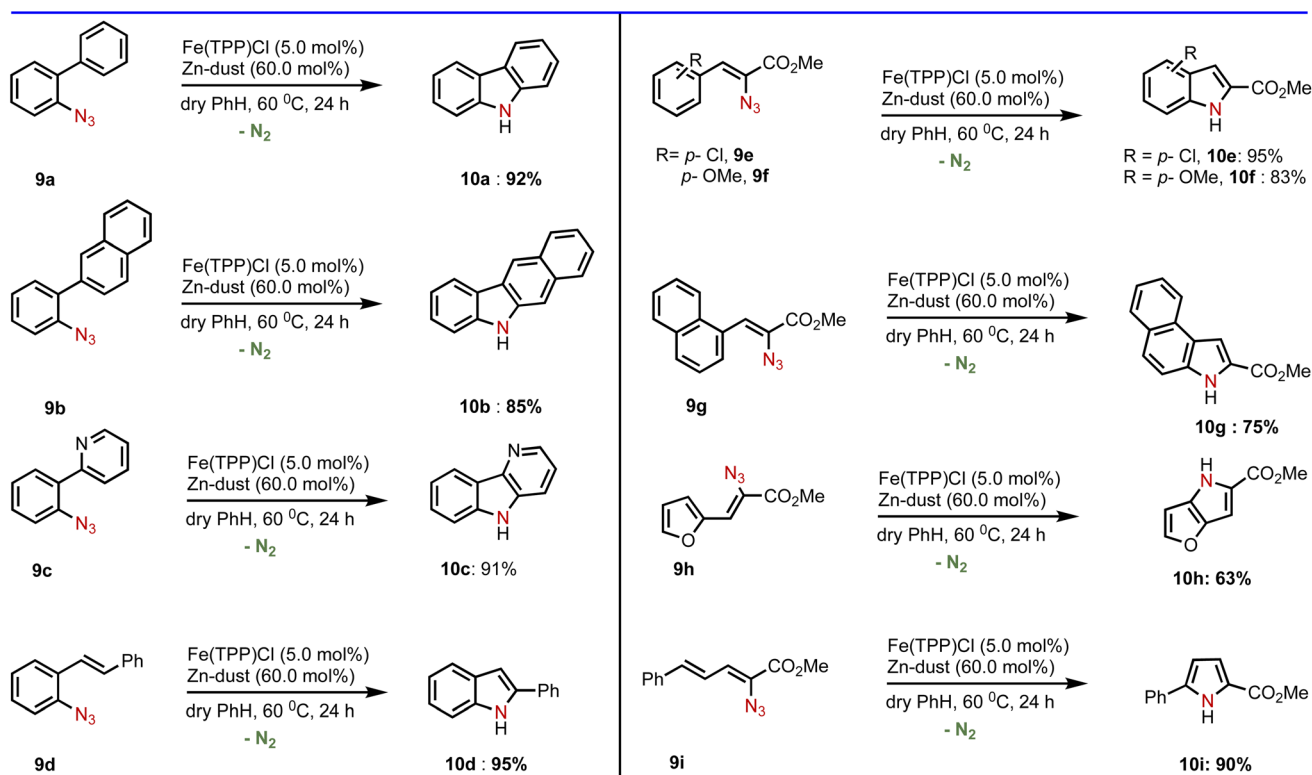 Fe(TPP)Cl (5.0 mol%)
Zn-dust (60.0 mol%)
dry PhH, 60 ⁰C, 24 h
- N₂
N₃
N
H
9a
10a : 92%
Fe(TPP)Cl (5.0 mol%)
Zn-dust (60.0 mol%)
dry PhH, 60 ⁰C, 24 h
- N₂
N₃
N
H
9b
10b : 85%
N
Fe(TPP)Cl (5.0 mol%)
Zn-dust (60.0 mol%)
dry PhH, 60 ⁰C, 24 h
- N₂
N₃
N
N
H
9c
10c: 91%
Ph
Fe(TPP)Cl (5.0 mol%)
Zn-dust (60.0 mol%)
dry PhH, 60 ⁰C, 24 h
- N₂
N₃
Ph
N
H
9d
10d : 95%
R
CO₂Me
N₃
Fe(TPP)Cl (5.0 mol%)
Zn-dust (60.0 mol%)
dry PhH, 60 ⁰C, 24 h
- N₂
R
CO₂Me
N
H
R= p- Cl, 9e
p- OMe, 9f
R = p- Cl, 10e: 95%
R = p- OMe, 10f : 83%
CO₂Me
N₃
Fe(TPP)Cl (5.0 mol%)
Zn-dust (60.0 mol%)
dry PhH, 60 ⁰C, 24 h
- N₂
CO₂Me
N
H
9g
10g : 75%
N₃
CO₂Me
O
Fe(TPP)Cl (5.0 mol%)
Zn-dust (60.0 mol%)
dry PhH, 60 ⁰C, 24 h
- N₂
H
N
CO₂Me
O
9h
10h: 63%
Ph
CO₂Me
N₃
Fe(TPP)Cl (5.0 mol%)
Zn-dust (60.0 mol%)
dry PhH, 60 ⁰C, 24 h
- N₂
Ph
N
H
CO₂Me
9i
10i: 90%